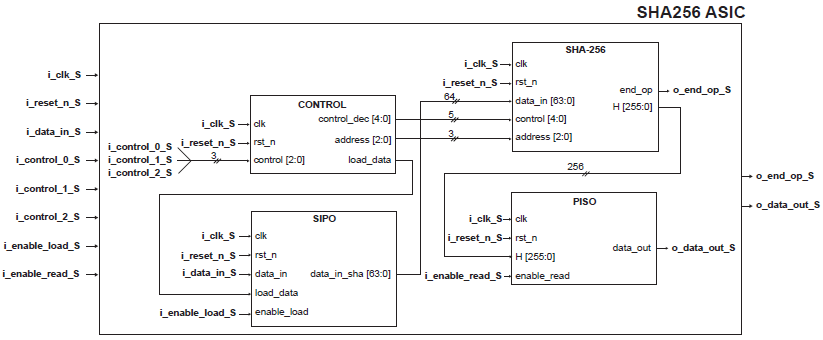 SHA256 ASIC
i_clk_S
i_reset_n_S
i_data_in_S
i_control_0_S
i_control_1_S
i_control_2_S
i_enable_load_S
i_enable_read_S
CONTROL
i_clk_S clk
i_reset_n_S rst_n
i_control_0_S
i_control_1_S
i_control_2_S
3
control [2:0]
control_dec [4:0]
address [2:0]
load_data
SIPO
i_clk_S clk
i_reset_n_S rst_n
i_data_in_S data_in
load_data
i_enable_load_S enable_load
data_in_sha [63:0]
SHA-256
i_clk_S clk
i_reset_n_S rst_n
64 data_in [63:0]
5 control [4:0]
3 address [2:0]
end_op o_end_op_S
H [255:0]
256
PISO
i_clk_S clk
i_reset_n_S rst_n
H [255:0]
i_enable_read_S enable_read
data_out o_data_out_S
o_end_op_S
o_data_out_S